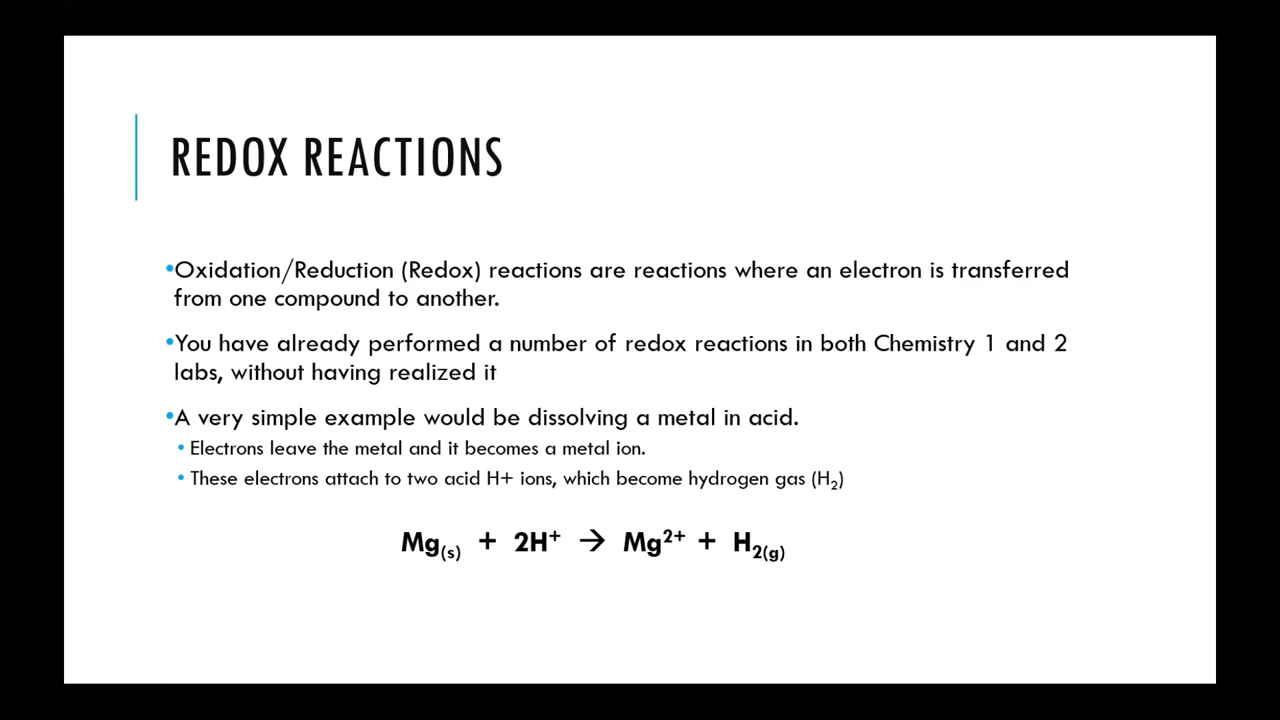 REDOX REACTIONS
•Oxidation/Reduction (Redox) reactions are reactions where an electron is transferred
from one compound to another.
•You have already performed a number of redox reactions in both Chemistry 1 and 2
labs, without having realized it
•A very simple example would be dissolving a metal in acid.
• Electrons leave the metal and it becomes a metal ion.
• These electrons attach to two acid H+ ions, which become hydrogen gas (H₂)
Mg₍s₎ + 2H⁺ → Mg²⁺ + H₂(g)